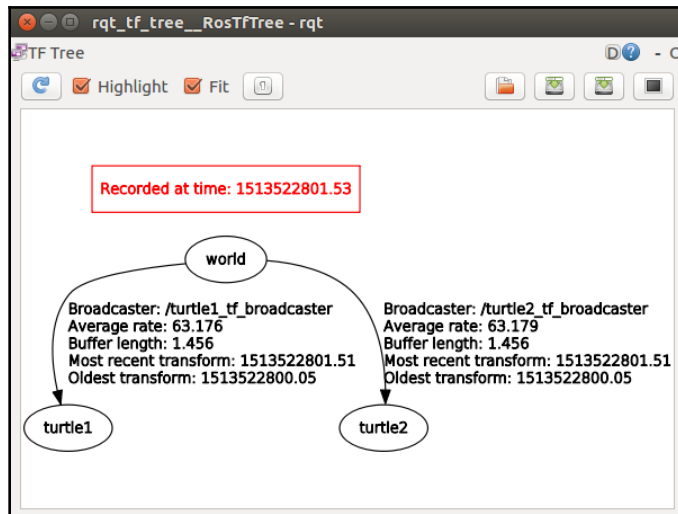 rqt_tf_tree__RosTfTree - rqt
TF Tree
D ? - O
Highlight Fit
Recorded at time: 1513522801.53
world
Broadcaster: /turtle1_tf_broadcaster
Average rate: 63.176
Buffer length: 1.456
Most recent transform: 1513522801.51
Oldest transform: 1513522800.05
Broadcaster: /turtle2_tf_broadcaster
Average rate: 63.179
Buffer length: 1.456
Most recent transform: 1513522801.51
Oldest transform: 1513522800.05
turtle1
turtle2